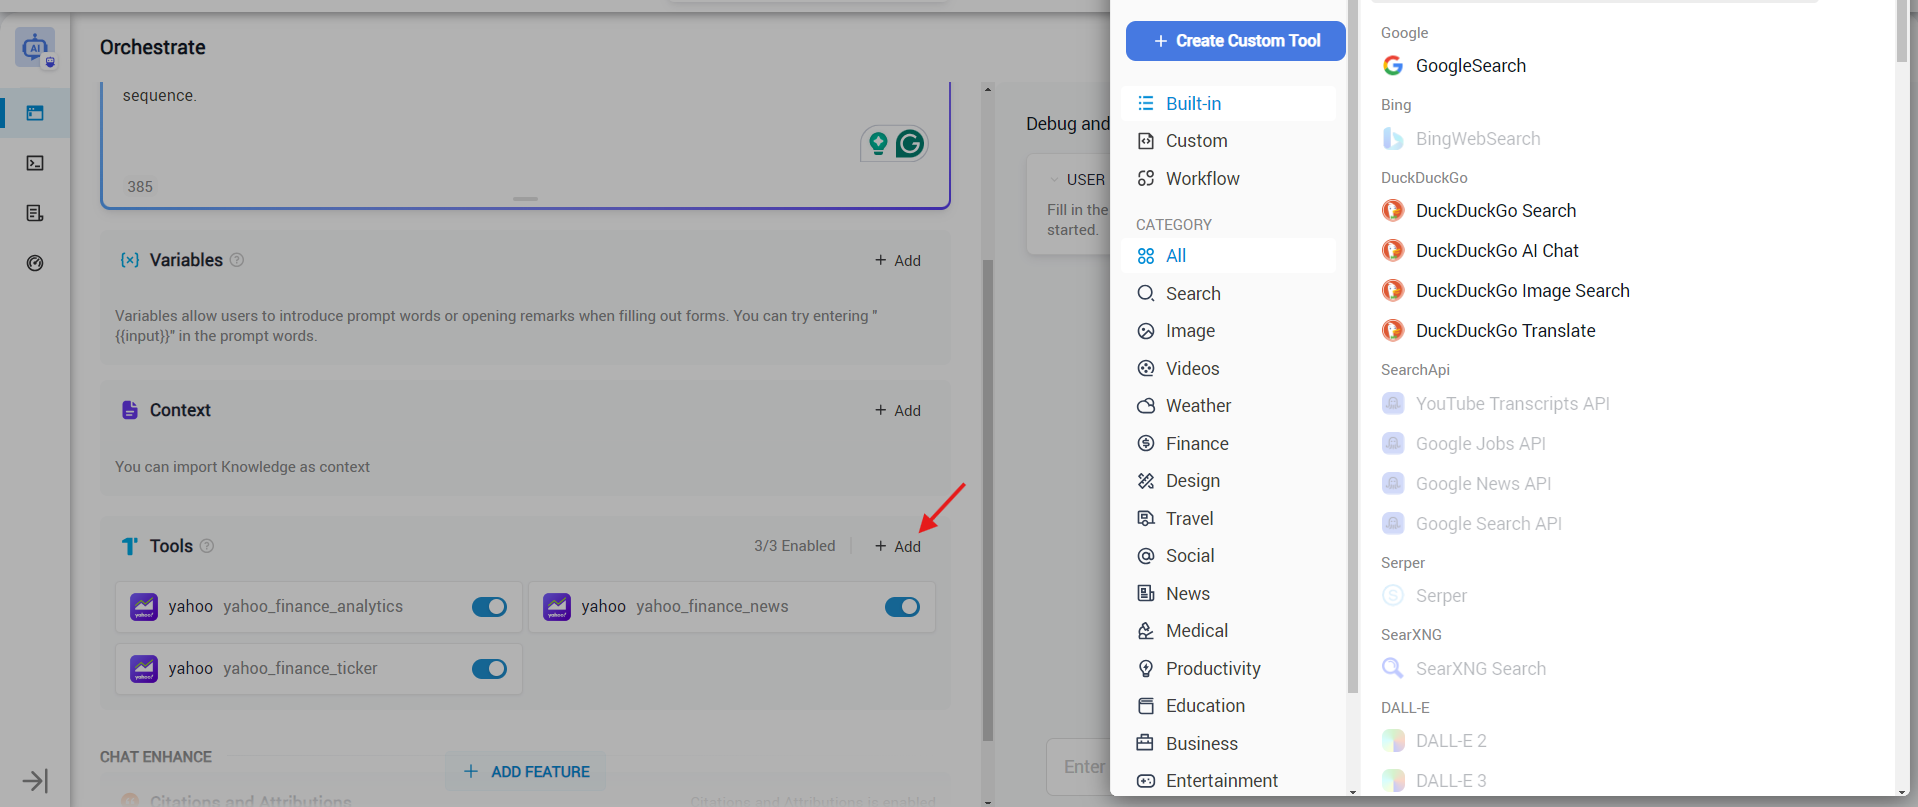 Orchestrate
sequence.
385
Variables
+ Add
Variables allow users to introduce prompt words or opening remarks when filling out forms. You can try entering "
{{input}}" in the prompt words.
Context
+ Add
You can import Knowledge as context
Tools
3/3 Enabled
+ Add
yahoo yahoo_finance_analytics
yahoo yahoo_finance_news
yahoo yahoo_finance_ticker
CHAT ENHANCE
+ ADD FEATURE
Citations and Attributions
Citations and Attributions is enabled
Debug and
USER
Fill in the
started.
Enter
+ Create Custom Tool
Built-in
Custom
Workflow
CATEGORY
All
Search
Image
Videos
Weather
Finance
Design
Travel
Social
News
Medical
Productivity
Education
Business
Entertainment
Google
GoogleSearch
Bing
BingWebSearch
DuckDuckGo
DuckDuckGo Search
DuckDuckGo AI Chat
DuckDuckGo Image Search
DuckDuckGo Translate
SearchApi
YouTube Transcripts API
Google Jobs API
Google News API
Google Search API
Serper
Serper
SearXNG
SearXNG Search
DALL-E
DALL-E 2
DALL-E 3